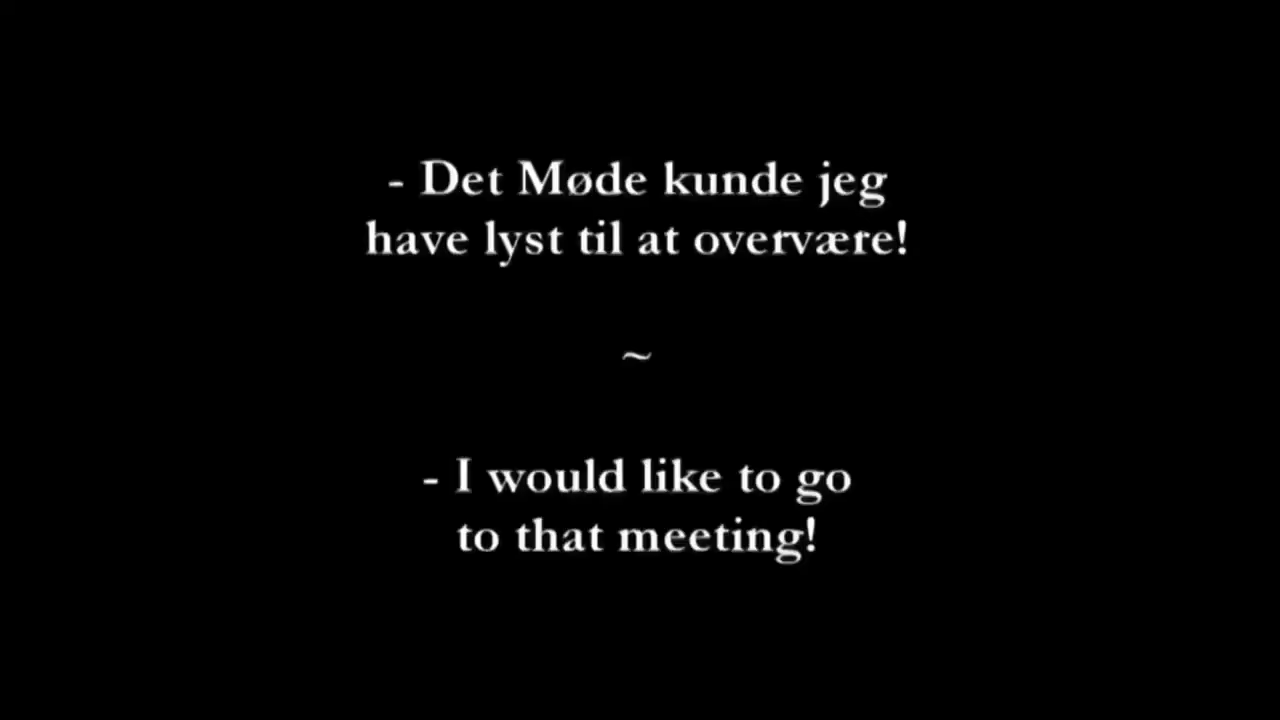 - Det Møde kunde jeg
have lyst til at overvære!
~
- I would like to go
to that meeting!